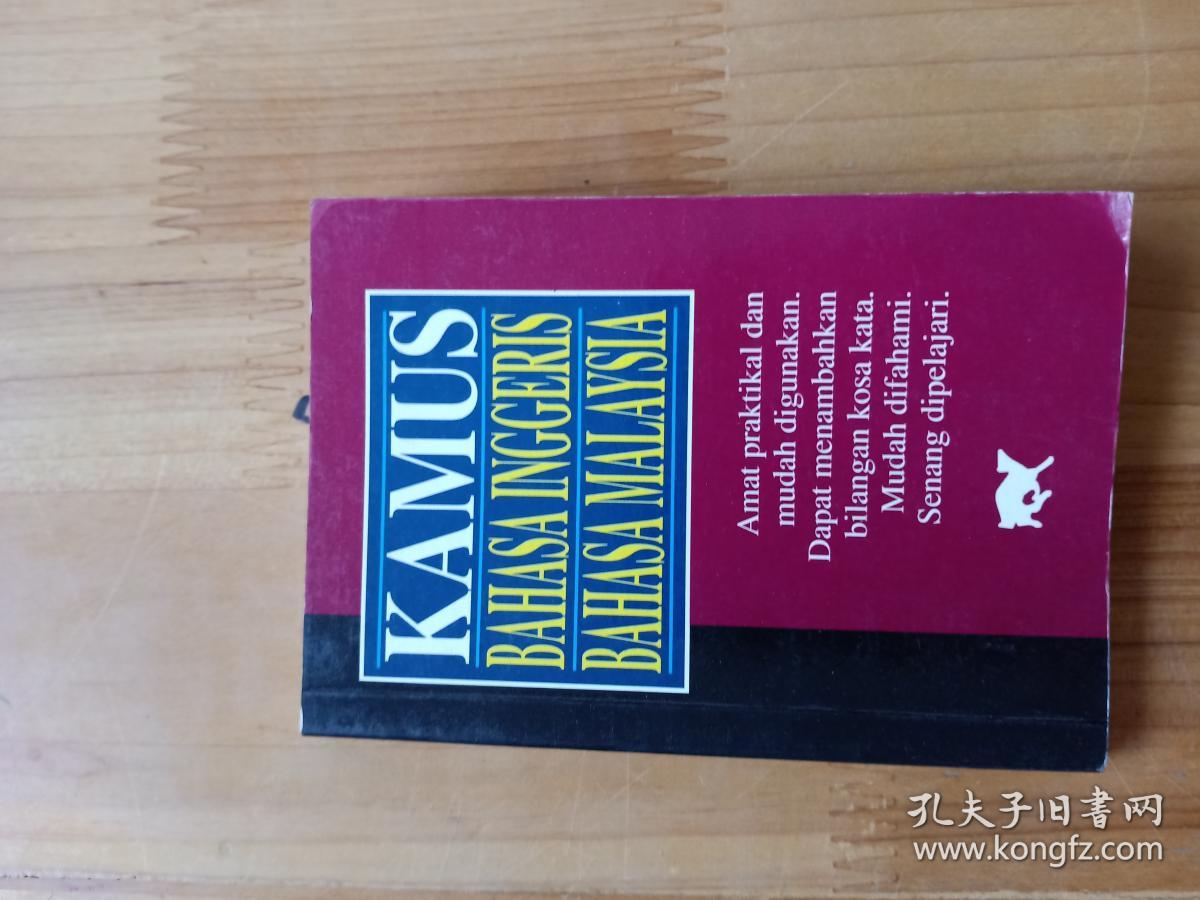 KAMUS
BAHASA INGGERIS
BAHASA MALAYSIA
Amat praktikal dan
mudah digunakan.
Dapat menambahkan
bilangan kosa kata.
Mudah difahami.
Senang dipelajari.
孔夫子旧书网
www.kongfz.com